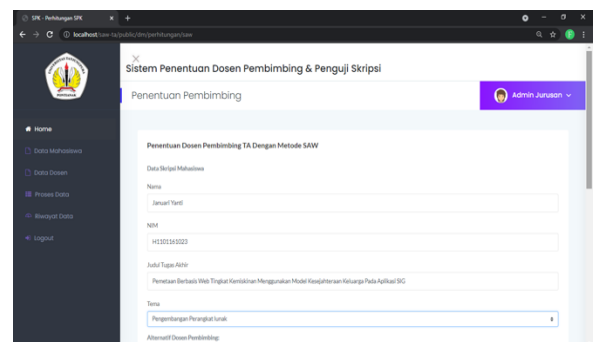 SPK - Perhitungan SPK
localhost/saw-ta/public/dm/perhitungan/saw
Sistem Penentuan Dosen Pembimbing & Penguji Skripsi
Penentuan Pembimbing
Admin Jurusan
Home
Data Mahasiswa
Data Dosen
Proses Data
Riwayat Data
Logout
Penentuan Dosen Pembimbing TA Dengan Metode SAW
Data Skripsi Mahasiswa
Nama
Januari Yanti
NIM
H1101161023
Judul Tugas Akhir
Pemetaan Berbasis Web Tingkat Kemiskinan Menggunakan Model Kesejahteraan Keluarga Pada Aplikasi SIG
Tema
Pengembangan Perangkat lunak
Alternatif Dosen Pembimbing: